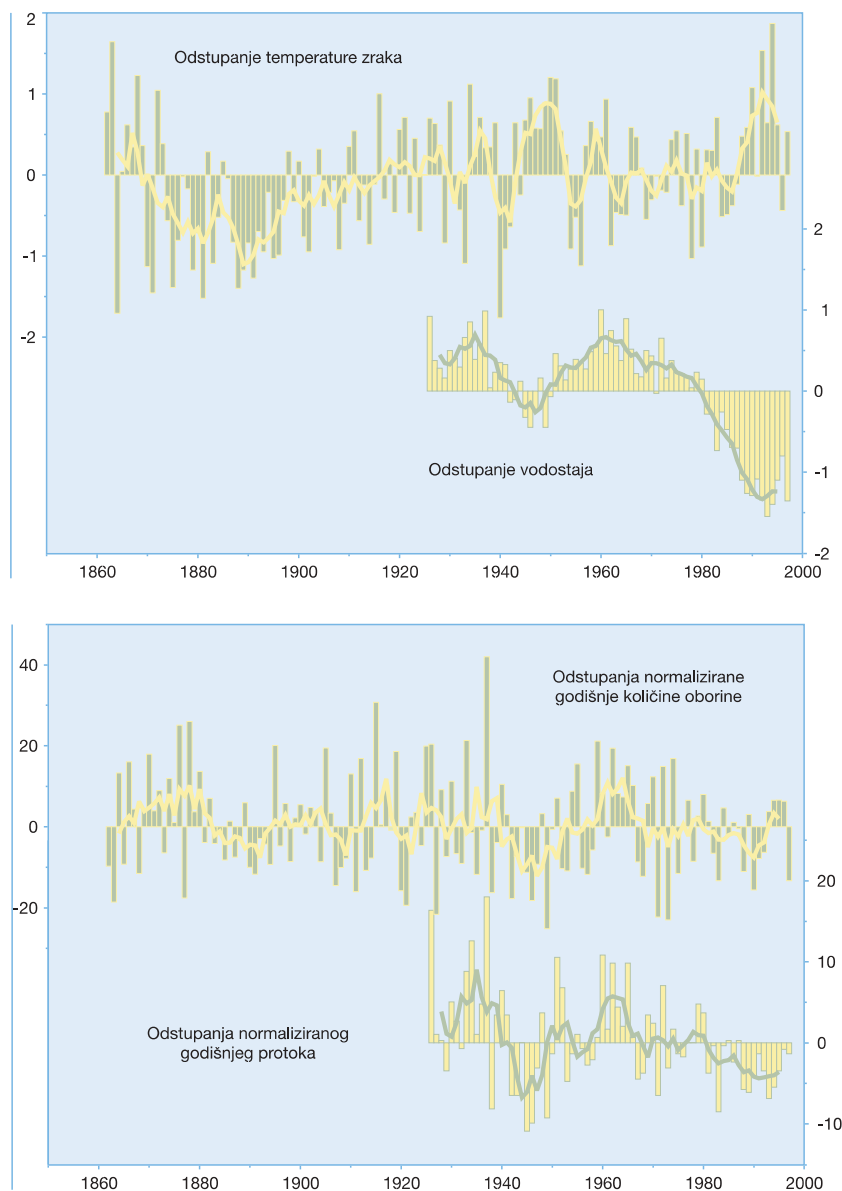 2
Odstupanje temperature zraka
1
0
-1
-2
2
1
0
-1
-2
Odstupanje vodostaja
1860 1880 1900 1920 1940 1960 1980 2000
40
20
0
-20
Odstupanja normalizirane
godišnje količine oborine
20
10
0
-10
Odstupanja normaliziranog
godišnjeg protoka
1860 1880 1900 1920 1940 1960 1980 2000